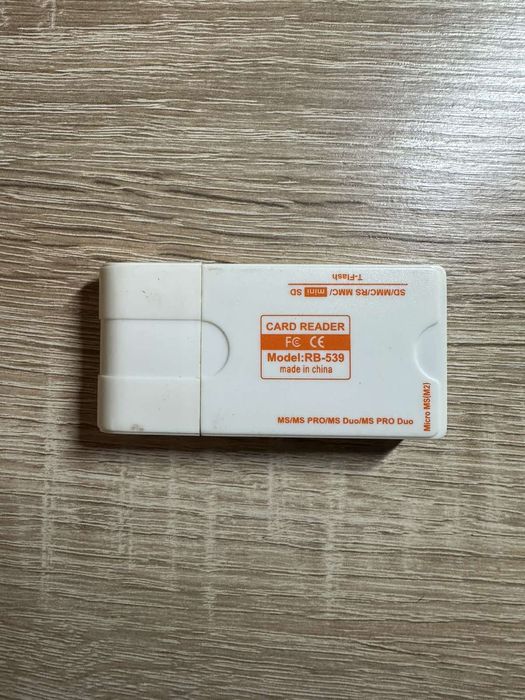 T-Flash
SD/MMC/RS MMC/ mini SD
CARD READER
FC CE
Model:RB-539
made in china
MS/MS PRO/MS Duo/MS PRO Duo
Micro MS(M2)